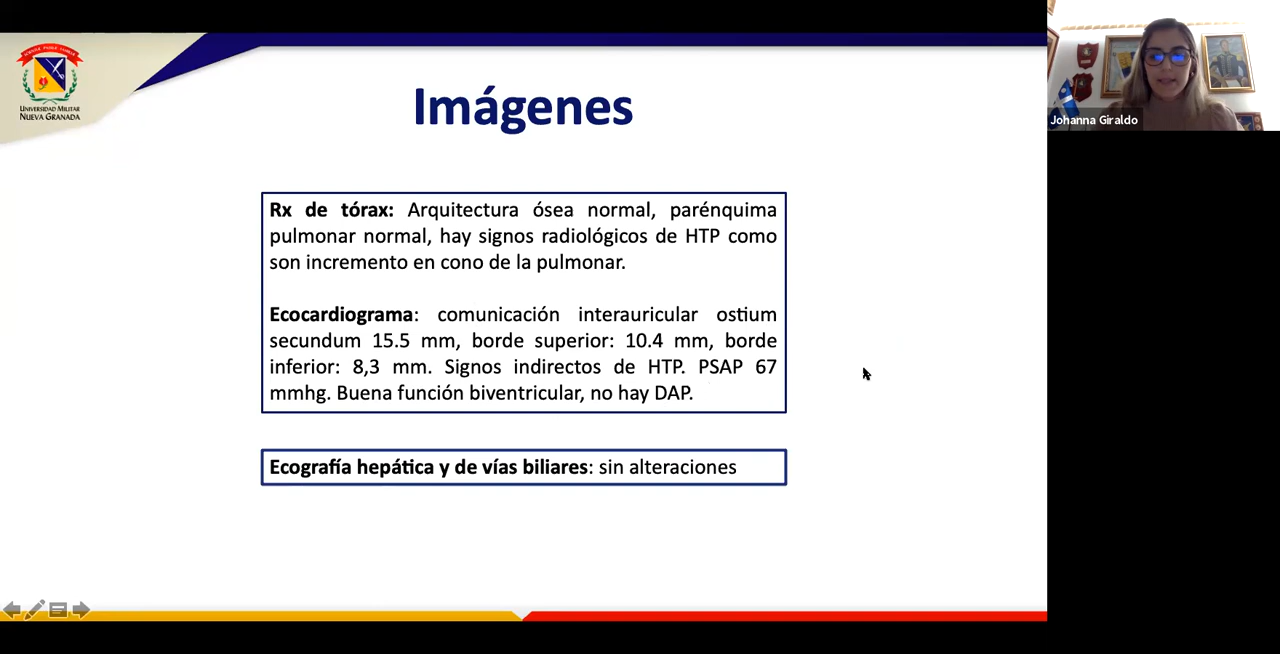 UNIVERSIDAD MILITAR
NUEVA GRANADA
Imágenes
Rx de tórax: Arquitectura ósea normal, parénquima
pulmonar normal, hay signos radiológicos de HTP como
son incremento en cono de la pulmonar.
Ecocardiograma: comunicación interauricular ostium
secundum 15.5 mm, borde superior: 10.4 mm, borde
inferior: 8,3 mm. Signos indirectos de HTP. PSAP 67
mmhg. Buena función biventricular, no hay DAP.
Ecografía hepática y de vías biliares: sin alteraciones
Johanna Giraldo